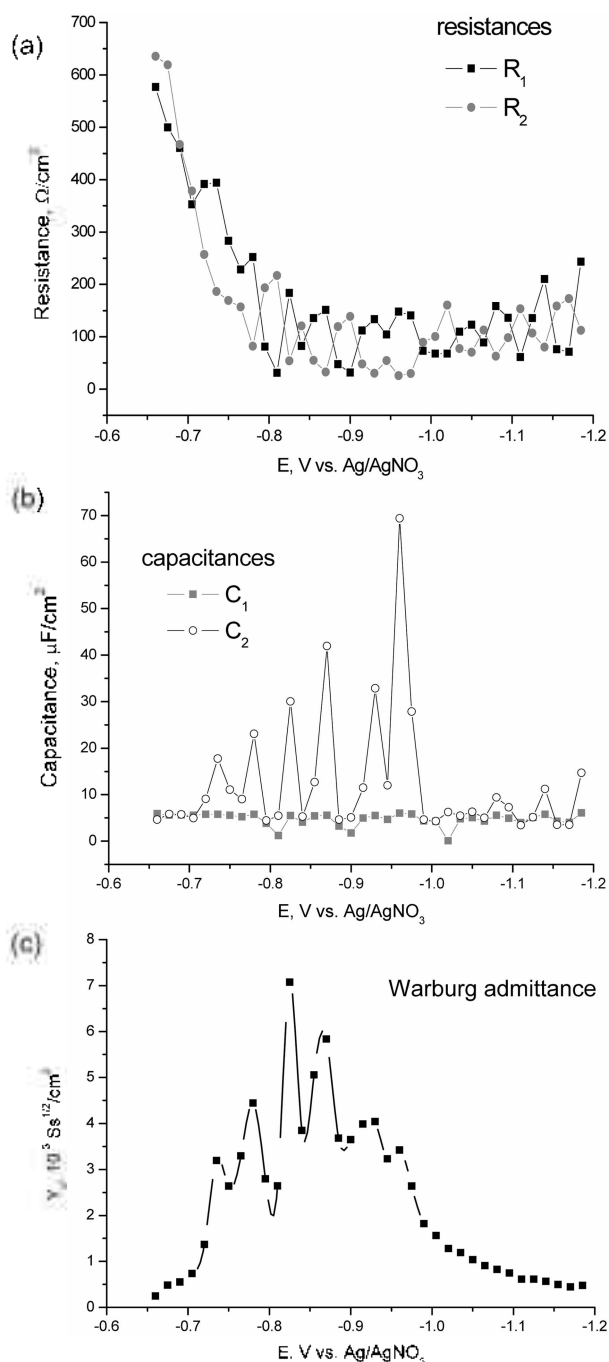 (a)
resistances
R₁
R₂
Resistance, Ω/cm²
700
600
500
400
300
200
100
0
-0.6 -0.7 -0.8 -0.9 -1.0 -1.1 -1.2
E, V vs. Ag/AgNO₃
(b)
capacitances
C₁
C₂
Capacitance, μF/cm²
70
60
50
40
30
20
10
0
-0.6 -0.7 -0.8 -0.9 -1.0 -1.1 -1.2
E, V vs. Ag/AgNO₃
(c)
Warburg admittance
8
7
6
5
4
3
2
1
0
-0.6 -0.7 -0.8 -0.9 -1.0 -1.1 -1.2
E, V vs. Ag/AgNO₃